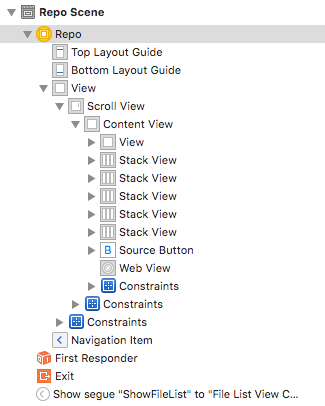 Repo Scene
Repo
Top Layout Guide
Bottom Layout Guide
View
Scroll View
Content View
View
Stack View
Stack View
Stack View
Stack View
Stack View
B Source Button
Web View
Constraints
Constraints
Constraints
Navigation Item
First Responder
Exit
Show segue "ShowFileList" to "File List View C...